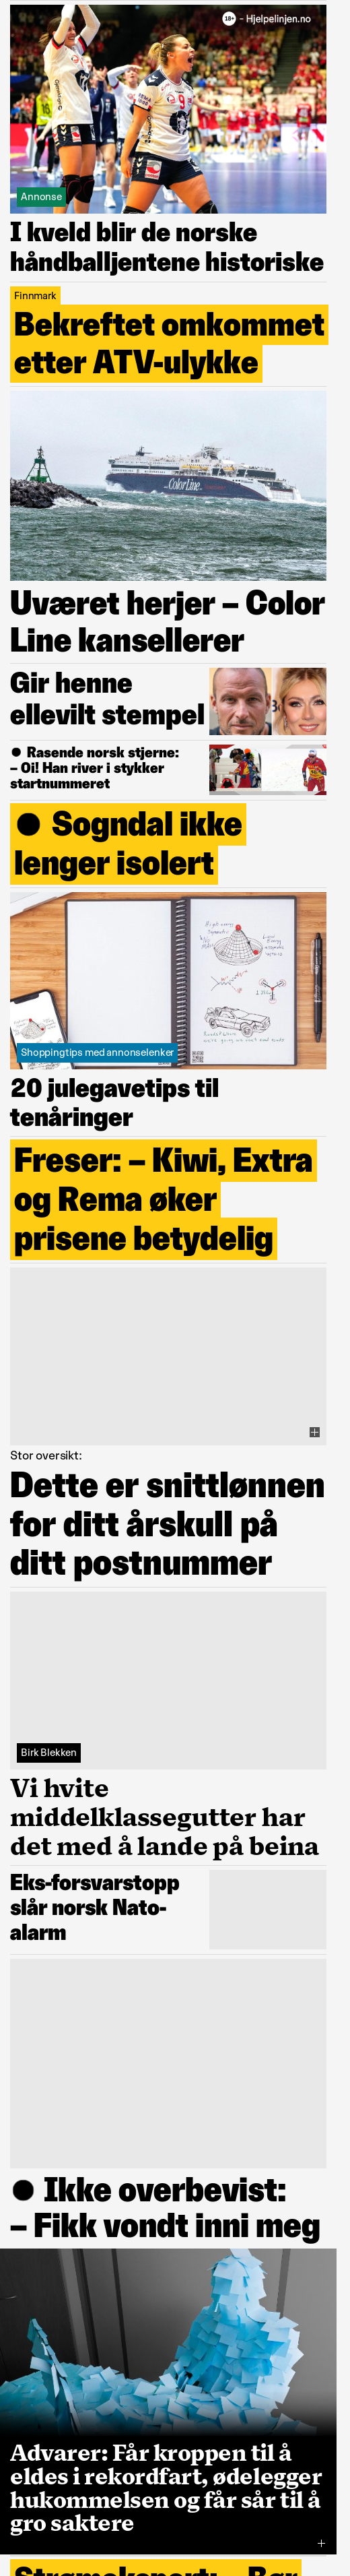 18+ - Hjelpelinjen.no
Annonse
I kveld blir de norske
håndballjentene historiske
Finnmark
Bekreftet omkommet
etter ATV-ulykke
Color Line
Uværet herjer – Color
Line kansellerer
Gir henne
ellevilt stempel
● Rasende norsk stjerne:
– Oi! Han river i stykker
startnummeret
● Sogndal ikke
lenger isolert
Shoppingtips med annonselenker
20 julegavetips til
tenåringer
Freser: – Kiwi, Extra
og Rema øker
prisene betydelig
Stor oversikt:
Dette er snittlønnen
for ditt årskull på
ditt postnummer
Birk Blekken
Vi hvite
middelklassegutter har
det med å lande på beina
Eks-forsvarstopp
slår norsk Nato-
alarm
● Ikke overbevist:
– Fikk vondt inni meg
Advarer: Får kroppen til å
eldes i rekordfart, ødelegger
hukommelsen og får sår til å
gro saktere